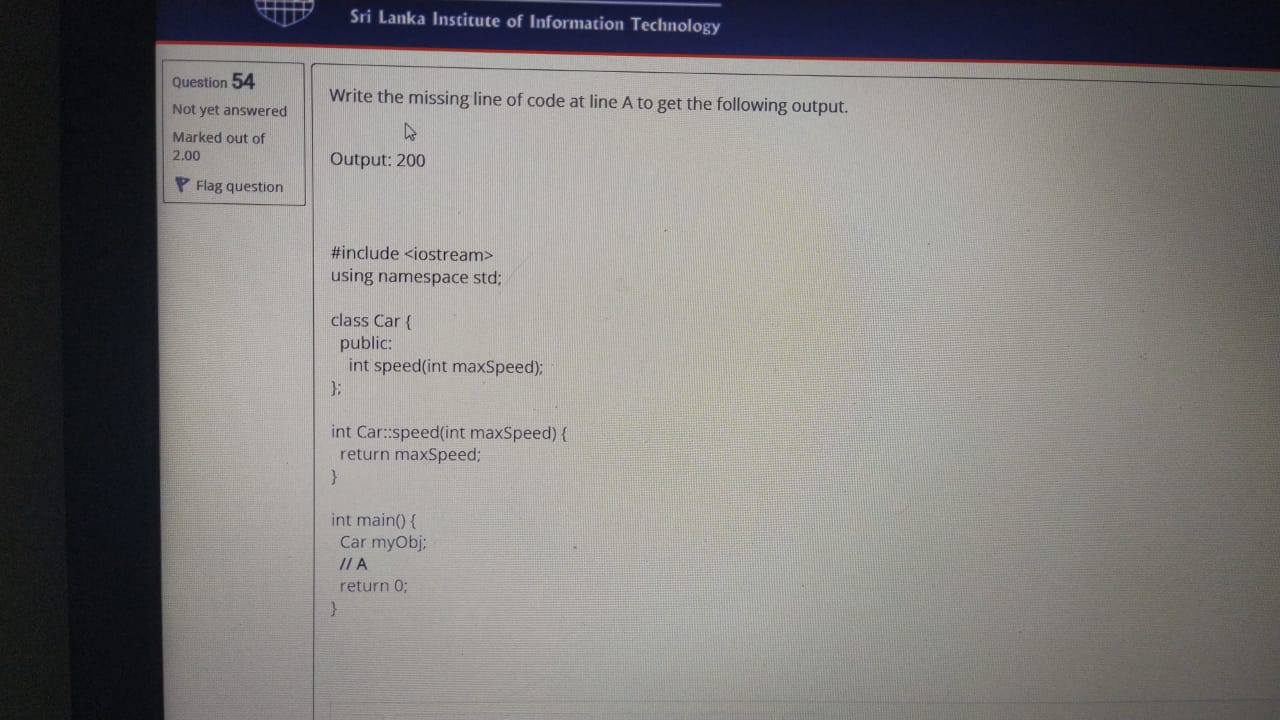 Sri Lanka Institute of Information Technology
Question 54
Not yet answered
Marked out of
2.00
Flag question
Write the missing line of code at line A to get the following output.
Output: 200
#include <iostream>
using namespace std;
class Car {
public:
int speed(int maxSpeed);
};
int Car::speed(int maxSpeed) {
return maxSpeed;
}
int main() {
Car myObj;
// A
return 0;
}